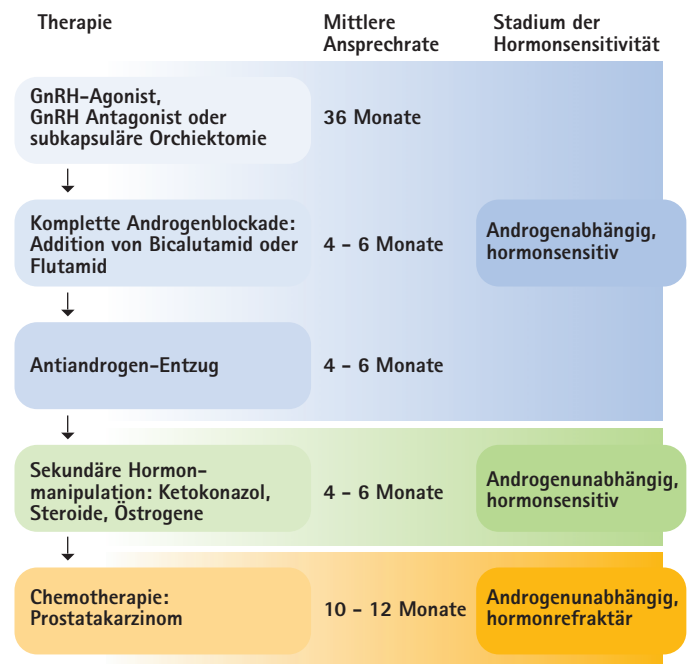 Therapie
Mittlere
Ansprechrate
Stadium der
Hormonsensitivität
GnRH-Agonist,
GnRH Antagonist oder
subkapsuläre Orchiektomie
36 Monate
Komplette Androgenblockade:
Addition von Bicalutamid oder
Flutamid
4 - 6 Monate
Androgenabhängig,
hormonsensitiv
Antiandrogen-Entzug
4 - 6 Monate
Sekundäre Hormon-
manipulation: Ketokonazol,
Steroide, Östrogene
4 - 6 Monate
Androgenunabhängig,
hormonsensitiv
Chemotherapie:
Prostatakarzinom
10 - 12 Monate
Androgenunabhängig,
hormonrefraktär